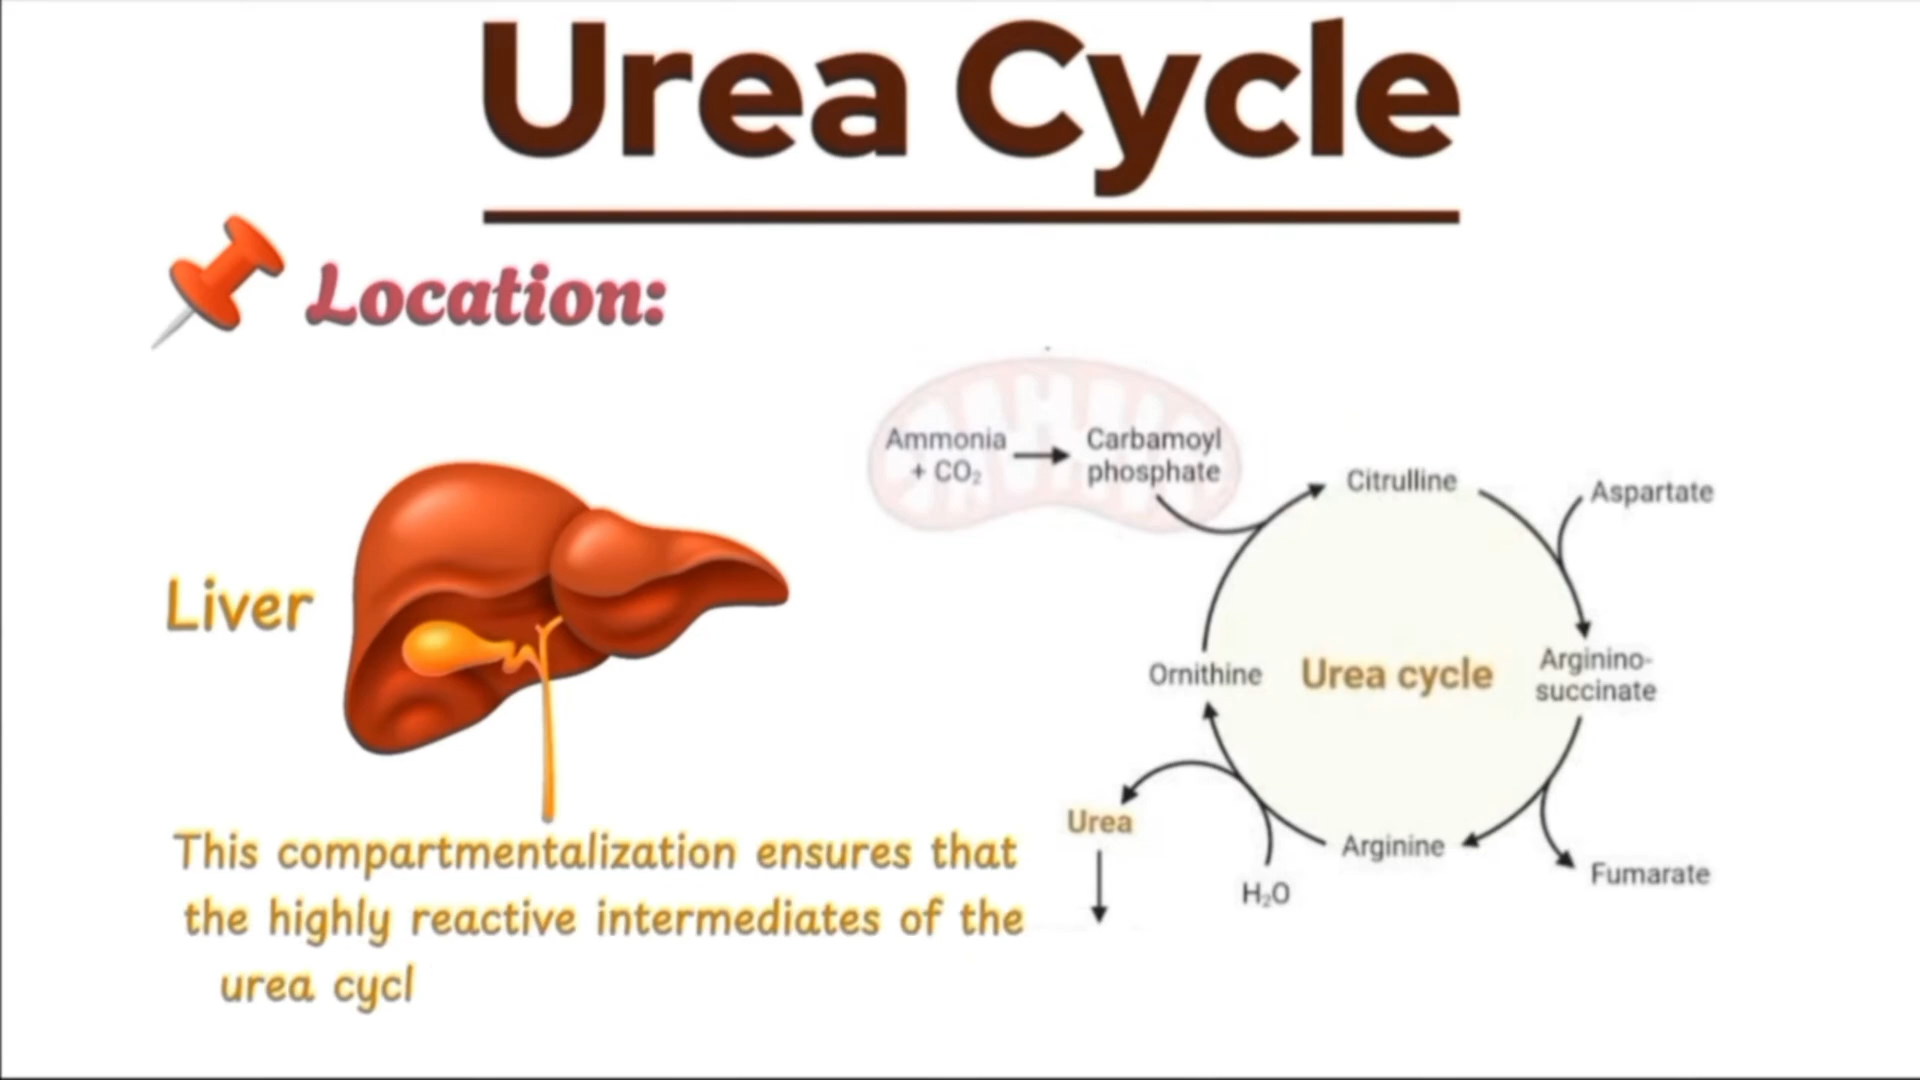 Urea Cycle
Location:
Liver
This compartmentalization ensures that
the highly reactive intermediates of the
urea cycl
Ammonia
+ CO₂
Carbamoyl
phosphate
Citrulline
Aspartate
Ornithine
Urea cycle
Arginino-
succinate
Urea
Arginine
H₂O
Fumarate